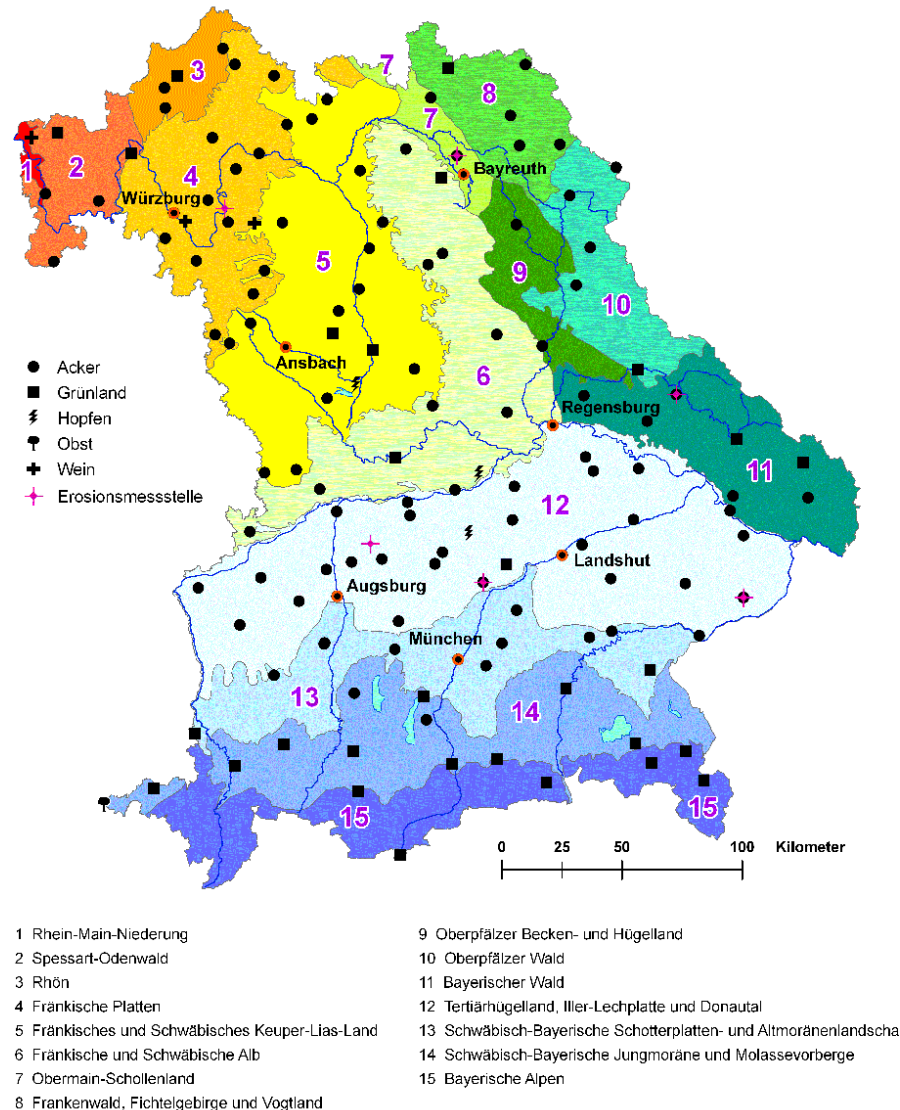 7
3
8
7
1
2
4
Bayreuth
Würzburg
5
9
10
Acker
Grünland
Hopfen
Obst
Wein
Erosionsmessstelle
Ansbach
6
Regensburg
11
12
Landshut
Augsburg
München
13
14
15
15
0 25 50 100 Kilometer
1 Rhein-Main-Niederung
2 Spessart-Odenwald
3 Rhön
4 Fränkische Platten
5 Fränkisches und Schwäbisches Keuper-Lias-Land
6 Fränkische und Schwäbische Alb
7 Obermain-Schollenland
8 Frankenwald, Fichtelgebirge und Vogtland
9 Oberpfälzer Becken- und Hügelland
10 Oberpfälzer Wald
11 Bayerischer Wald
12 Tertiärhügelland, Iller-Lechplatte und Donautal
13 Schwäbisch-Bayerische Schotterplatten- und Altmoränenlandscha
14 Schwäbisch-Bayerische Jungmoräne und Molassevorberge
15 Bayerische Alpen